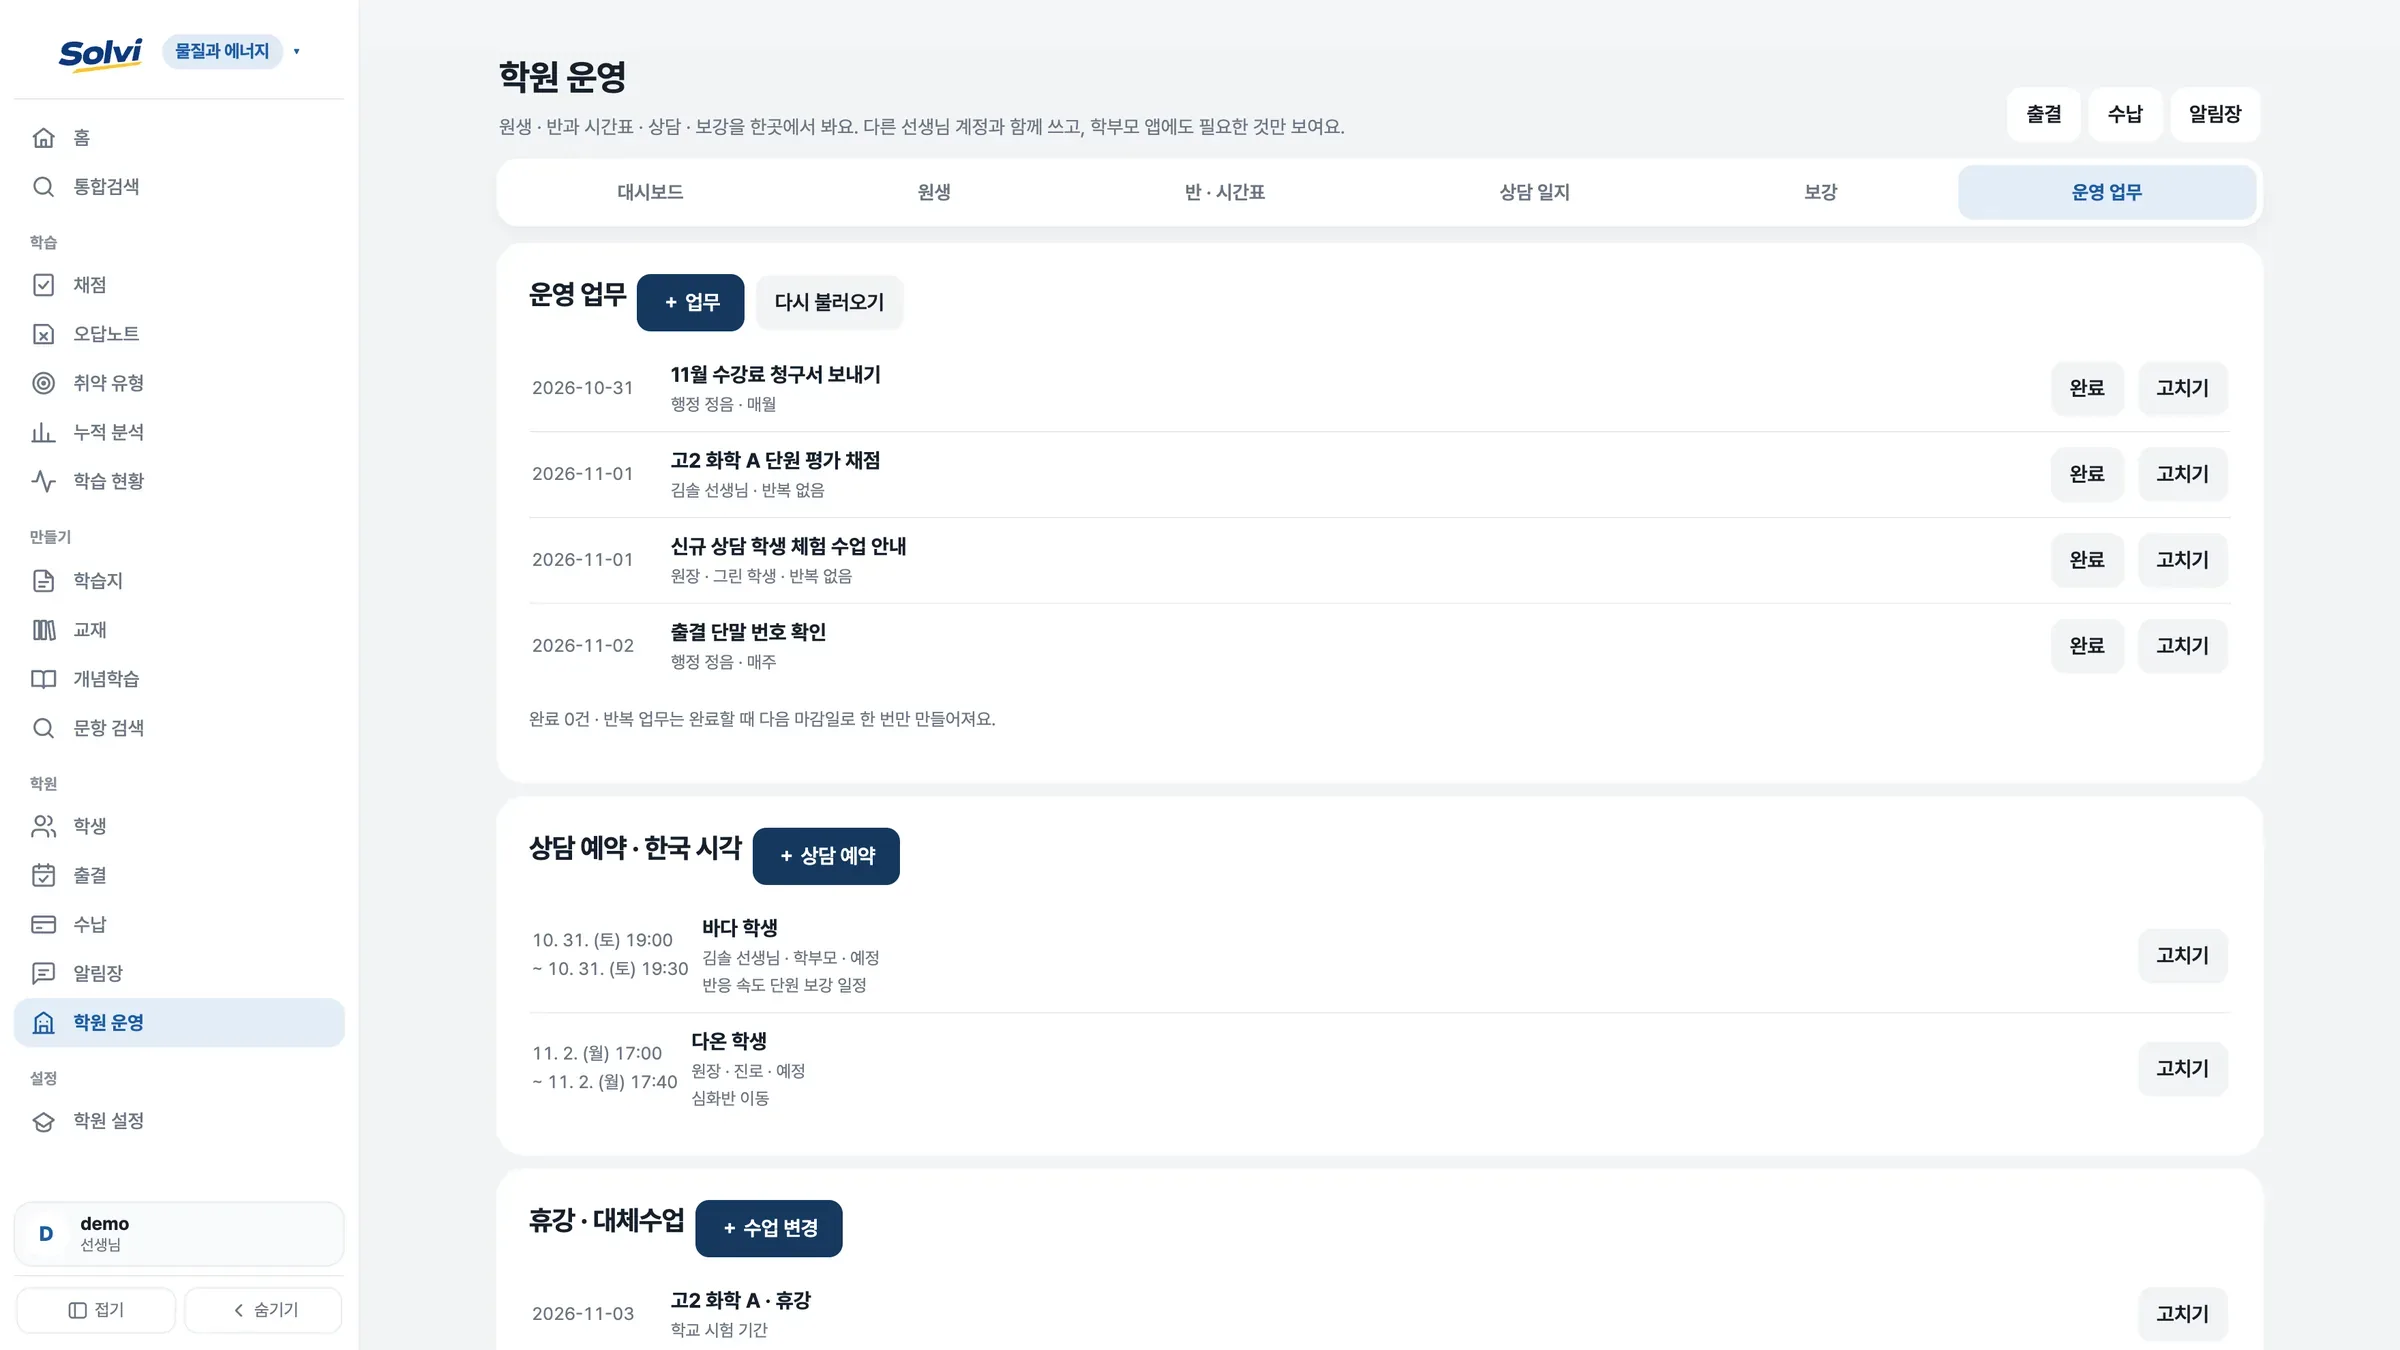 Solvi 물질과 에너지 ▾
홈
통합검색
학습
채점
오답노트
취약 유형
누적 분석
학습 현황
만들기
학습지
교재
개념학습
문항 검색
학원
학생
출결
수납
알림장
학원 운영
설정
학원 설정
D
demo
선생님
접기
숨기기
학원 운영
원생 · 반과 시간표 · 상담 · 보강을 한곳에서 봐요. 다른 선생님 계정과 함께 쓰고, 학부모 앱에도 필요한 것만 보여요.
출결 수납 알림장
대시보드 원생 반 · 시간표 상담 일지 보강 운영 업무
운영 업무 + 업무 다시 불러오기
2026-10-31
11월 수강료 청구서 보내기
행정 정음 · 매월
완료 고치기
2026-11-01
고2 화학 A 단원 평가 채점
김솔 선생님 · 반복 없음
완료 고치기
2026-11-01
신규 상담 학생 체험 수업 안내
원장 · 그린 학생 · 반복 없음
완료 고치기
2026-11-02
출결 단말 번호 확인
행정 정음 · 매주
완료 고치기
완료 0건 · 반복 업무는 완료할 때 다음 마감일로 한 번만 만들어져요.
상담 예약 · 한국 시각 + 상담 예약
10. 31. (토) 19:00
~ 10. 31. (토) 19:30
바다 학생
김솔 선생님 · 학부모 · 예정
반응 속도 단원 보강 일정
고치기
11. 2. (월) 17:00
~ 11. 2. (월) 17:40
다온 학생
원장 · 진로 · 예정
심화반 이동
고치기
휴강 · 대체수업 + 수업 변경
2026-11-03
고2 화학 A · 휴강
학교 시험 기간
고치기